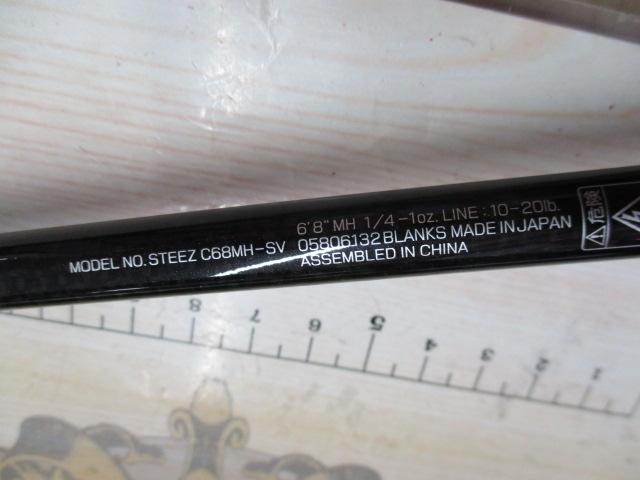 6'8" MH 1/4-1oz. LINE : 10-20lb.
MODEL NO. STEEZ C68MH-SV 05806132 BLANKS MADE IN JAPAN
ASSEMBLED IN CHINA
危険
8 7 6 5 4 3 2 1